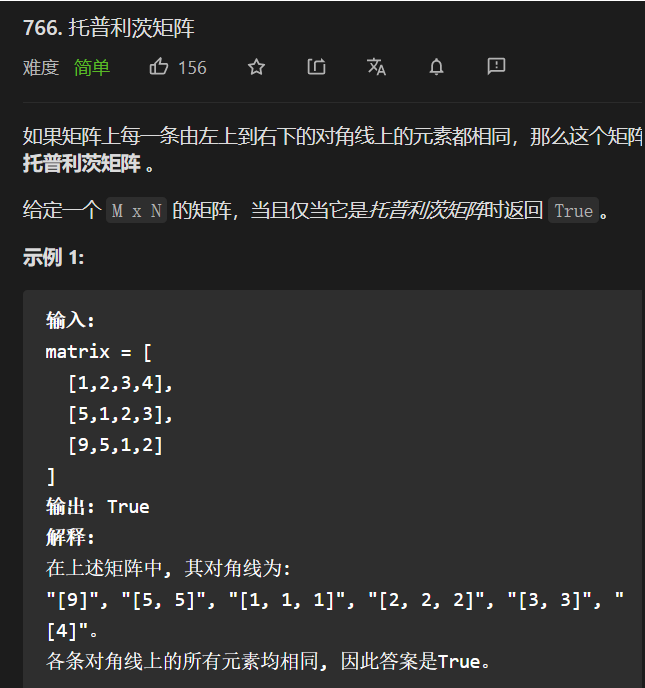 766. 托普利茨矩阵
难度 简单 156
如果矩阵上每一条由左上到右下的对角线上的元素都相同，那么这个矩阵
托普利茨矩阵 。
给定一个 M x N 的矩阵，当且仅当它是托普利茨矩阵时返回 True 。
示例 1:
输入:
matrix = [
  [1,2,3,4],
  [5,1,2,3],
  [9,5,1,2]
]
输出: True
解释:
在上述矩阵中, 其对角线为:
"[9]", "[5, 5]", "[1, 1, 1]", "[2, 2, 2]", "[3, 3]", "
[4]"。
各条对角线上的所有元素均相同, 因此答案是True。